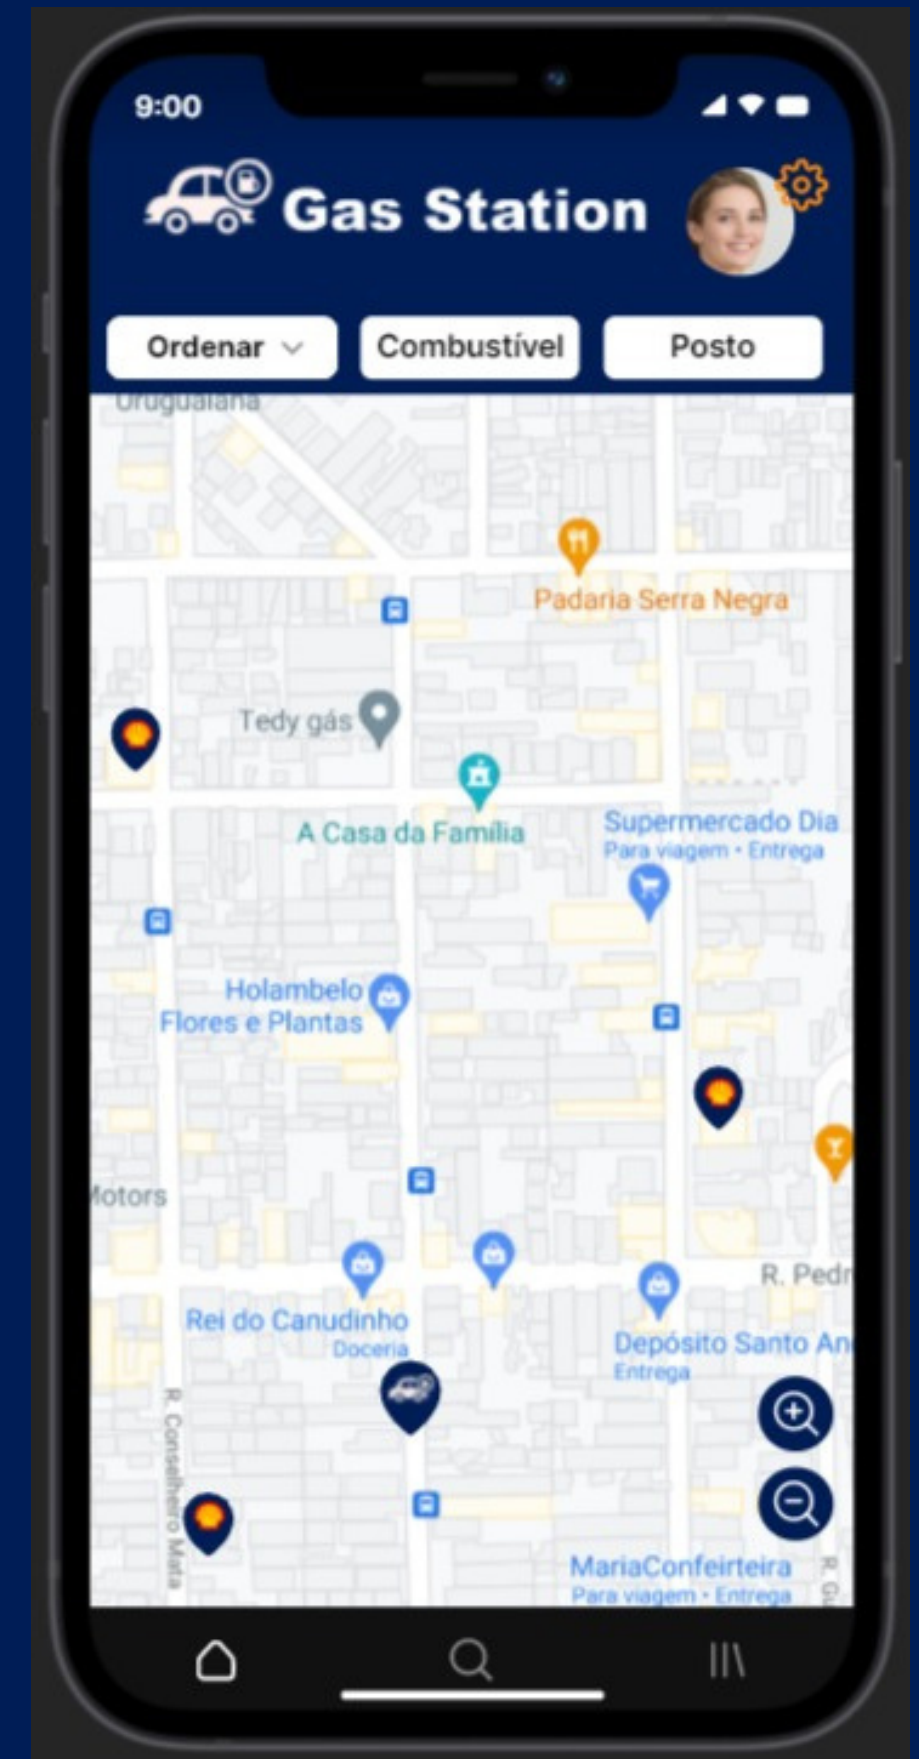 9:00
Gas Station
Ordenar
Combustível
Posto
Uruguaiana
Padaria Serra Negra
Tedy gás
A Casa da Família
Supermercado Dia
Para viagem • Entrega
Holambelo
Flores e Plantas
Motors
R. Pedr
Rei do Canudinho
Doceria
Depósito Santo An
Entrega
R. Conselheiro Mata
MariaConfeirteira
Para viagem • Entrega
R. Gu